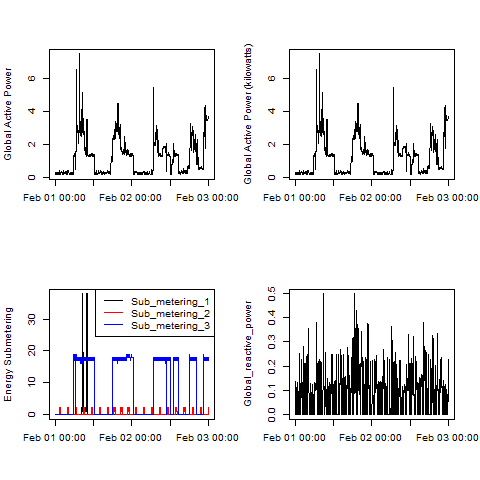 Global Active Power
0 2 4 6
Feb 01 00:00 Feb 02 00:00 Feb 03 00:00
Global Active Power (kilowatts)
0 2 4 6
Feb 01 00:00 Feb 02 00:00 Feb 03 00:00
Energy Submetering
0 10 20 30
Sub_metering_1
Sub_metering_2
Sub_metering_3
Feb 01 00:00 Feb 02 00:00 Feb 03 00:00
Global_reactive_power
0.0 0.1 0.2 0.3 0.4 0.5
Feb 01 00:00 Feb 02 00:00 Feb 03 00:00